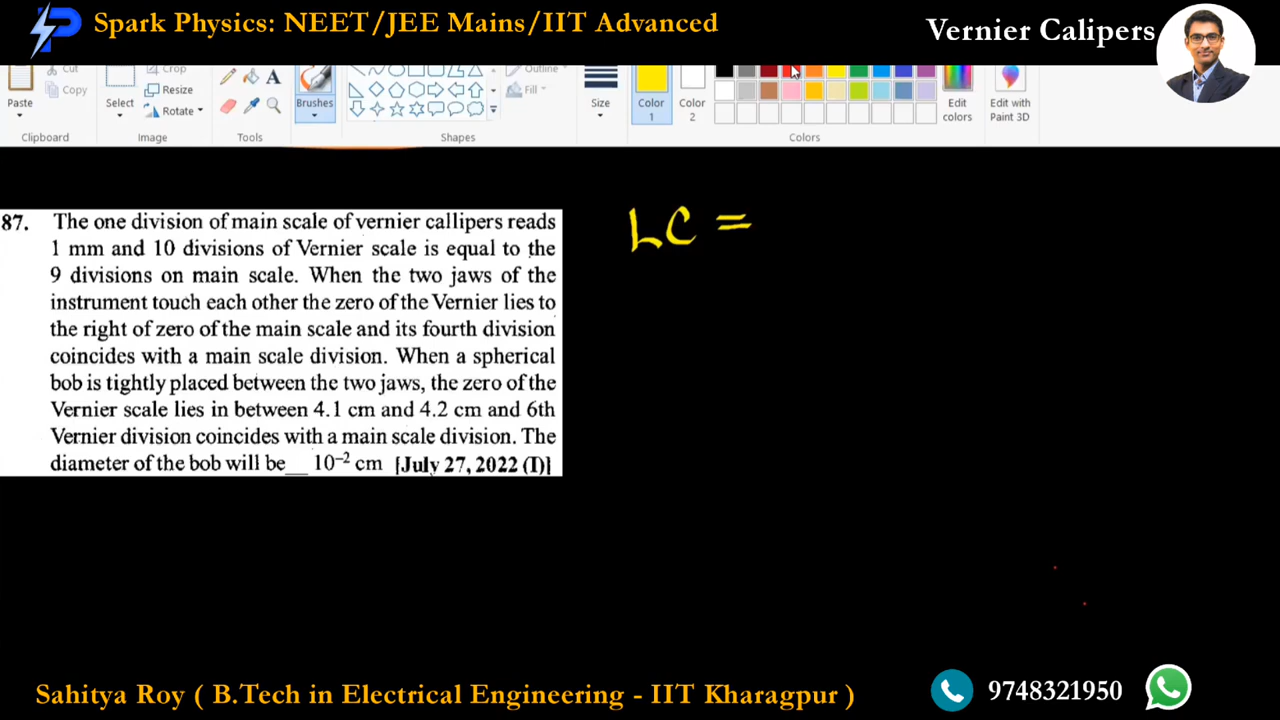 Spark Physics: NEET/JEE Mains/IIT Advanced
Vernier Calipers
Cut
Crop
Outline
Copy
Resize
Fill
Paste
Select
Rotate
Brushes
Size
Color
1
Color
2
Edit
colors
Edit with
Paint 3D
Clipboard
Image
Tools
Shapes
Colors
LC =
87. The one division of main scale of vernier callipers reads
1 mm and 10 divisions of Vernier scale is equal to the
9 divisions on main scale. When the two jaws of the
instrument touch each other the zero of the Vernier lies to
the right of zero of the main scale and its fourth division
coincides with a main scale division. When a spherical
bob is tightly placed between the two jaws, the zero of the
Vernier scale lies in between 4.1 cm and 4.2 cm and 6th
Vernier division coincides with a main scale division. The
diameter of the bob will be__ 10⁻² cm [July 27, 2022 (I)]
Sahitya Roy ( B.Tech in Electrical Engineering - IIT Kharagpur )
9748321950